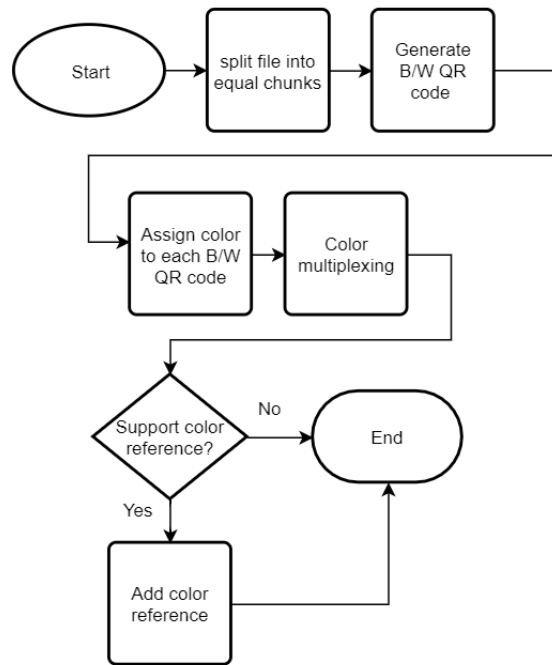 Start
split file into
equal chunks
Generate
B/W QR
code
Assign color
to each B/W
QR code
Color
multiplexing
Support color
reference?
No
End
Yes
Add color
reference